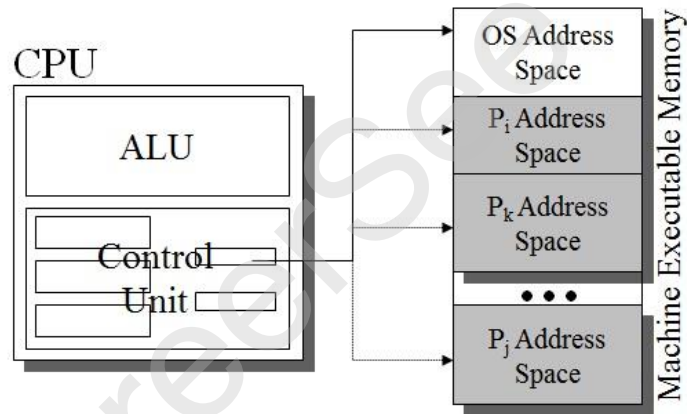 CPU
ALU
Control
Unit
OS Address
Space
Pi Address
Space
Pk Address
Space
•••
Pj Address
Space
Machine Executable Memory